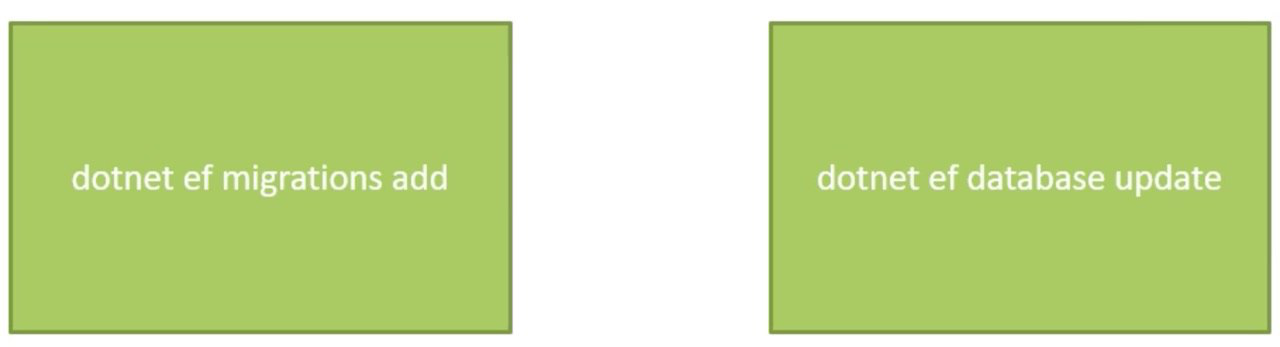 dotnet ef migrations add
dotnet ef database update